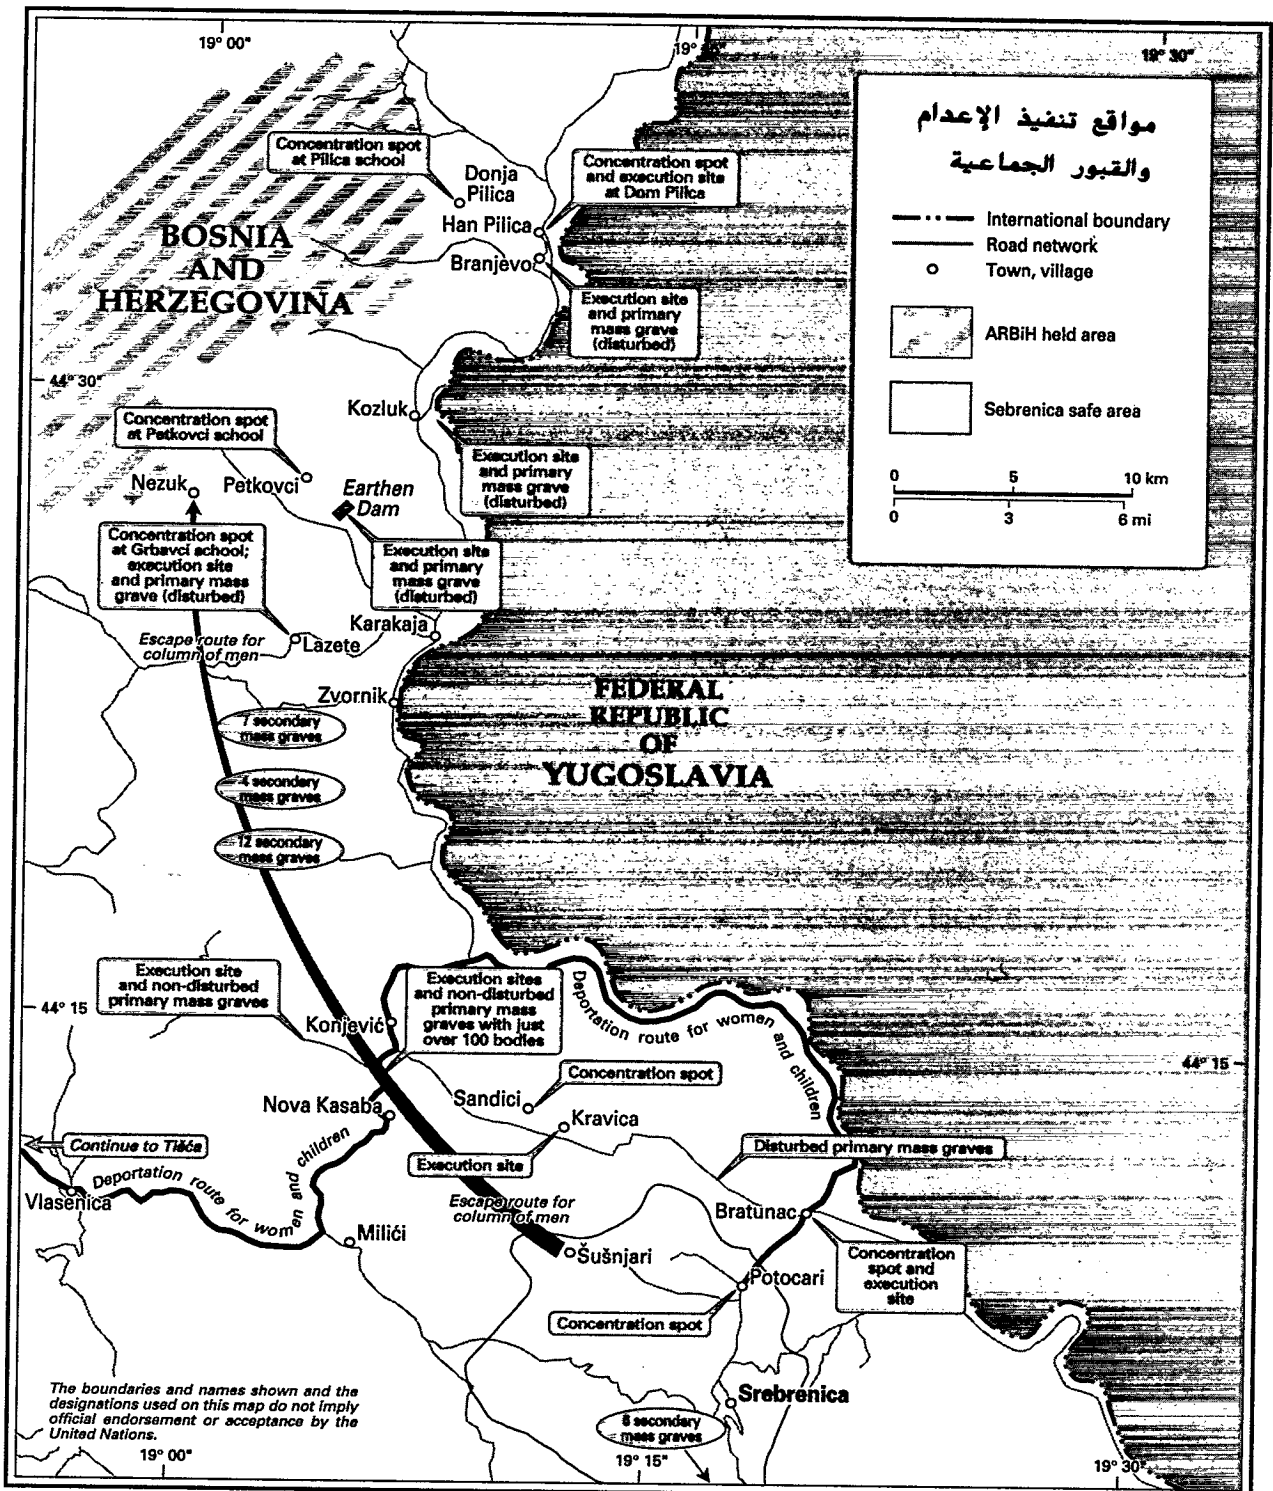 19° 00"
19° 30"
مواقع تنفيذ الإعدام
والقبور الجماعية
International boundary
Road network
Town, village
ARBiH held area
Sebrenica safe area
0 5 10 km
0 3 6 mi
Concentration spot
at Pilica school
Donja
Pilica
Concentration spot
and execution site
at Dom Pilica
Han Pilica
Branjevo
BOSNIA
AND
HERZEGOVINA
Execution site
and primary
mass grave
(disturbed)
44° 30"
Kozluk
Concentration spot
at Petkovci school
Execution site
and primary
mass grave
(disturbed)
Nezuk
Petkovci
Earthen
Dam
Concentration spot
at Grbavci school;
execution site
and primary mass
grave (disturbed)
Execution site
and primary
mass grave
(disturbed)
Karakaja
Escape route for
column of men
Lazete
Zvornik
FEDERAL
REPUBLIC
OF
YUGOSLAVIA
7 secondary
mass graves
4 secondary
mass graves
12 secondary
mass graves
Execution site
and non-disturbed
primary mass graves
Execution sites
and non-disturbed
primary mass
graves with just
over 100 bodies
Deportation route for women and children
44° 15
Konjević
44° 15
Concentration spot
Sandici
Nova Kasaba
Kravica
Continue to Tišća
Execution site
Disturbed primary mass graves
Deportation route for women and children
Vlasenica
Escape route for
column of men
Bratunac
Milići
Šušnjari
Concentration
spot and
execution
site
Potocari
Concentration spot
Srebrenica
The boundaries and names shown and the
designations used on this map do not imply
official endorsement or acceptance by the
United Nations.
secondary
mass graves
19° 00"
19° 15"
19° 30"